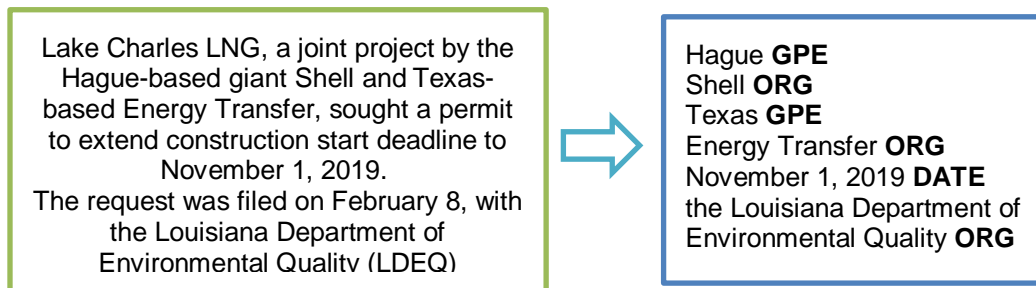 Lake Charles LNG, a joint project by the
Hague-based giant Shell and Texas-
based Energy Transfer, sought a permit
to extend construction start deadline to
November 1, 2019.
The request was filed on February 8, with
the Louisiana Department of
Environmental Quality (LDEQ)
Hague GPE
Shell ORG
Texas GPE
Energy Transfer ORG
November 1, 2019 DATE
the Louisiana Department of
Environmental Quality ORG